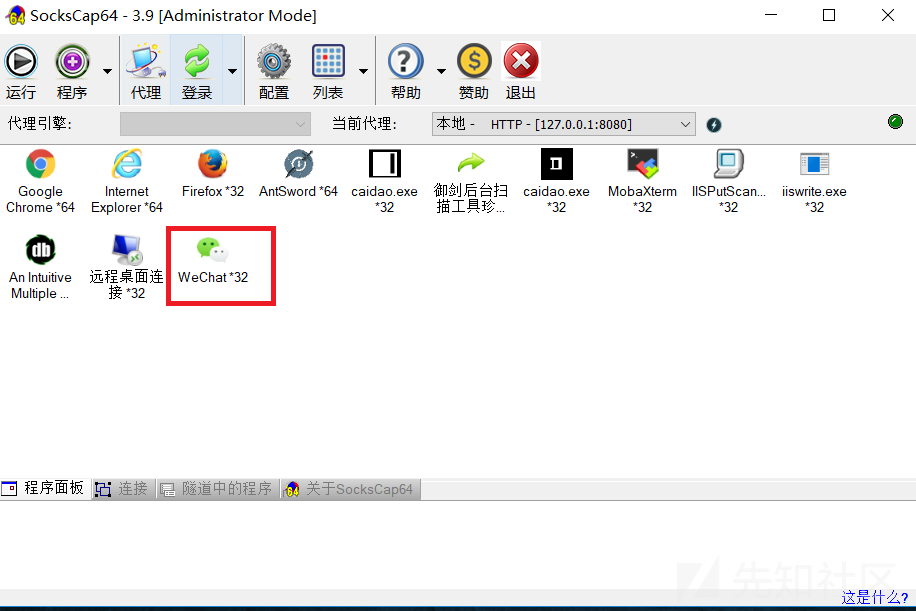 SocksCap64 - 3.9 [Administrator Mode]
运行 程序 代理 登录 配置 列表 帮助 赞助 退出
代理引擎: 当前代理: 本地 - HTTP - [127.0.0.1:8080]
Google Chrome *64
Internet Explorer *64
Firefox *32
AntSword *64
caidao.exe *32
御剑后台扫描工具珍...
caidao.exe *32
MobaXterm *32
IISPutScan... *32
iiswrite.exe *32
An Intuitive Multiple ...
远程桌面连接 *32
WeChat *32
程序面板 连接 隧道中的程序 关于SocksCap64
先知社区
这是什么?